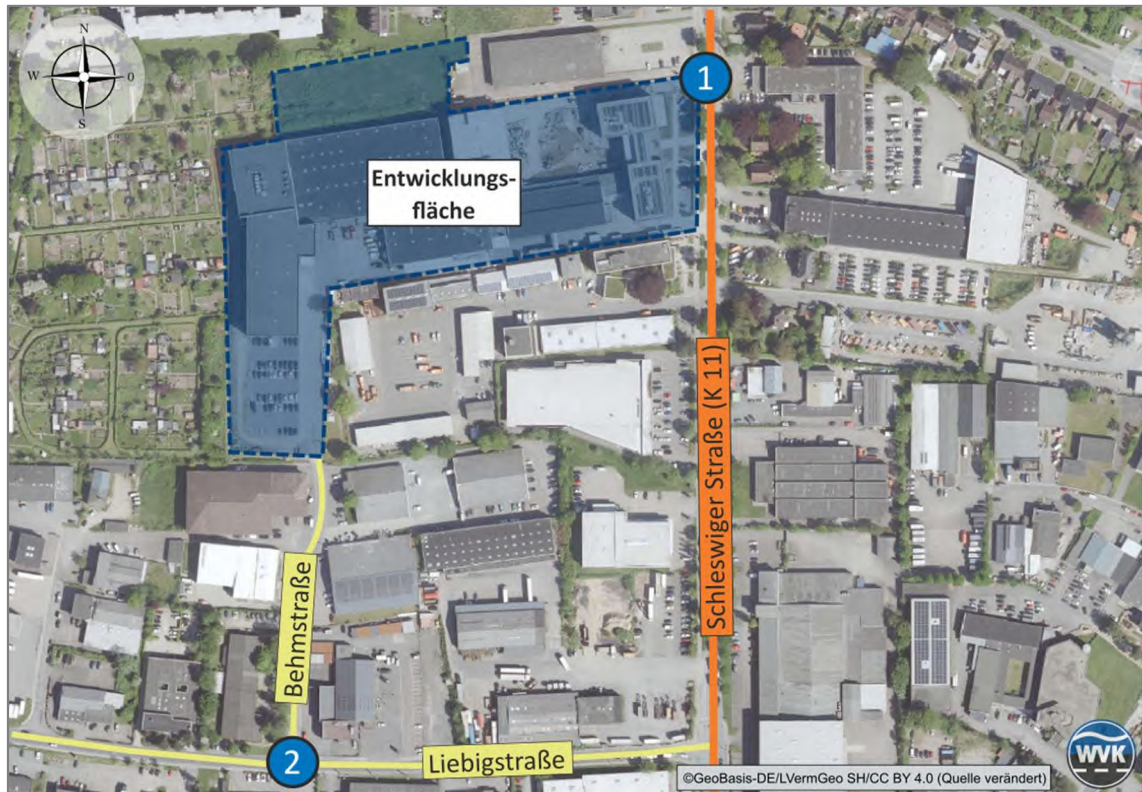 N
W
O
S
1
Entwicklungs-
fläche
Schleswiger Straße (K 11)
Behmstraße
2
Liebigstraße
©GeoBasis-DE/LVermGeo SH/CC BY 4.0 (Quelle verändert)
WVK